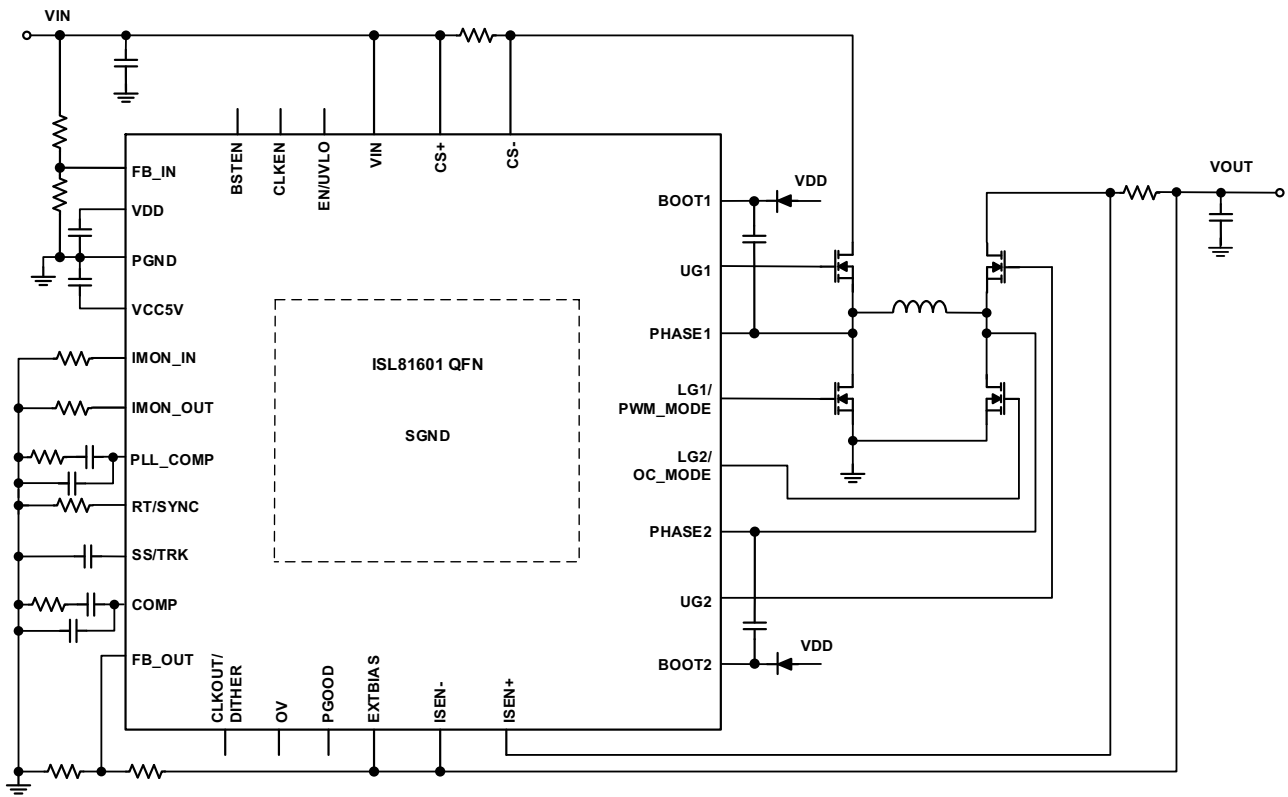 VIN
BSTEN
CLKEN
EN/UVLO
VIN
CS+
CS-
FB_IN
VDD
PGND
VCC5V
IMON_IN
IMON_OUT
PLL_COMP
RT/SYNC
SS/TRK
COMP
FB_OUT
ISL81601 QFN
SGND
BOOT1
VDD
UG1
PHASE1
LG1/
PWM_MODE
LG2/
OC_MODE
PHASE2
UG2
BOOT2
VDD
VOUT
CLKOUT/
DITHER
OV
PGOOD
EXTBIAS
ISEN-
ISEN+